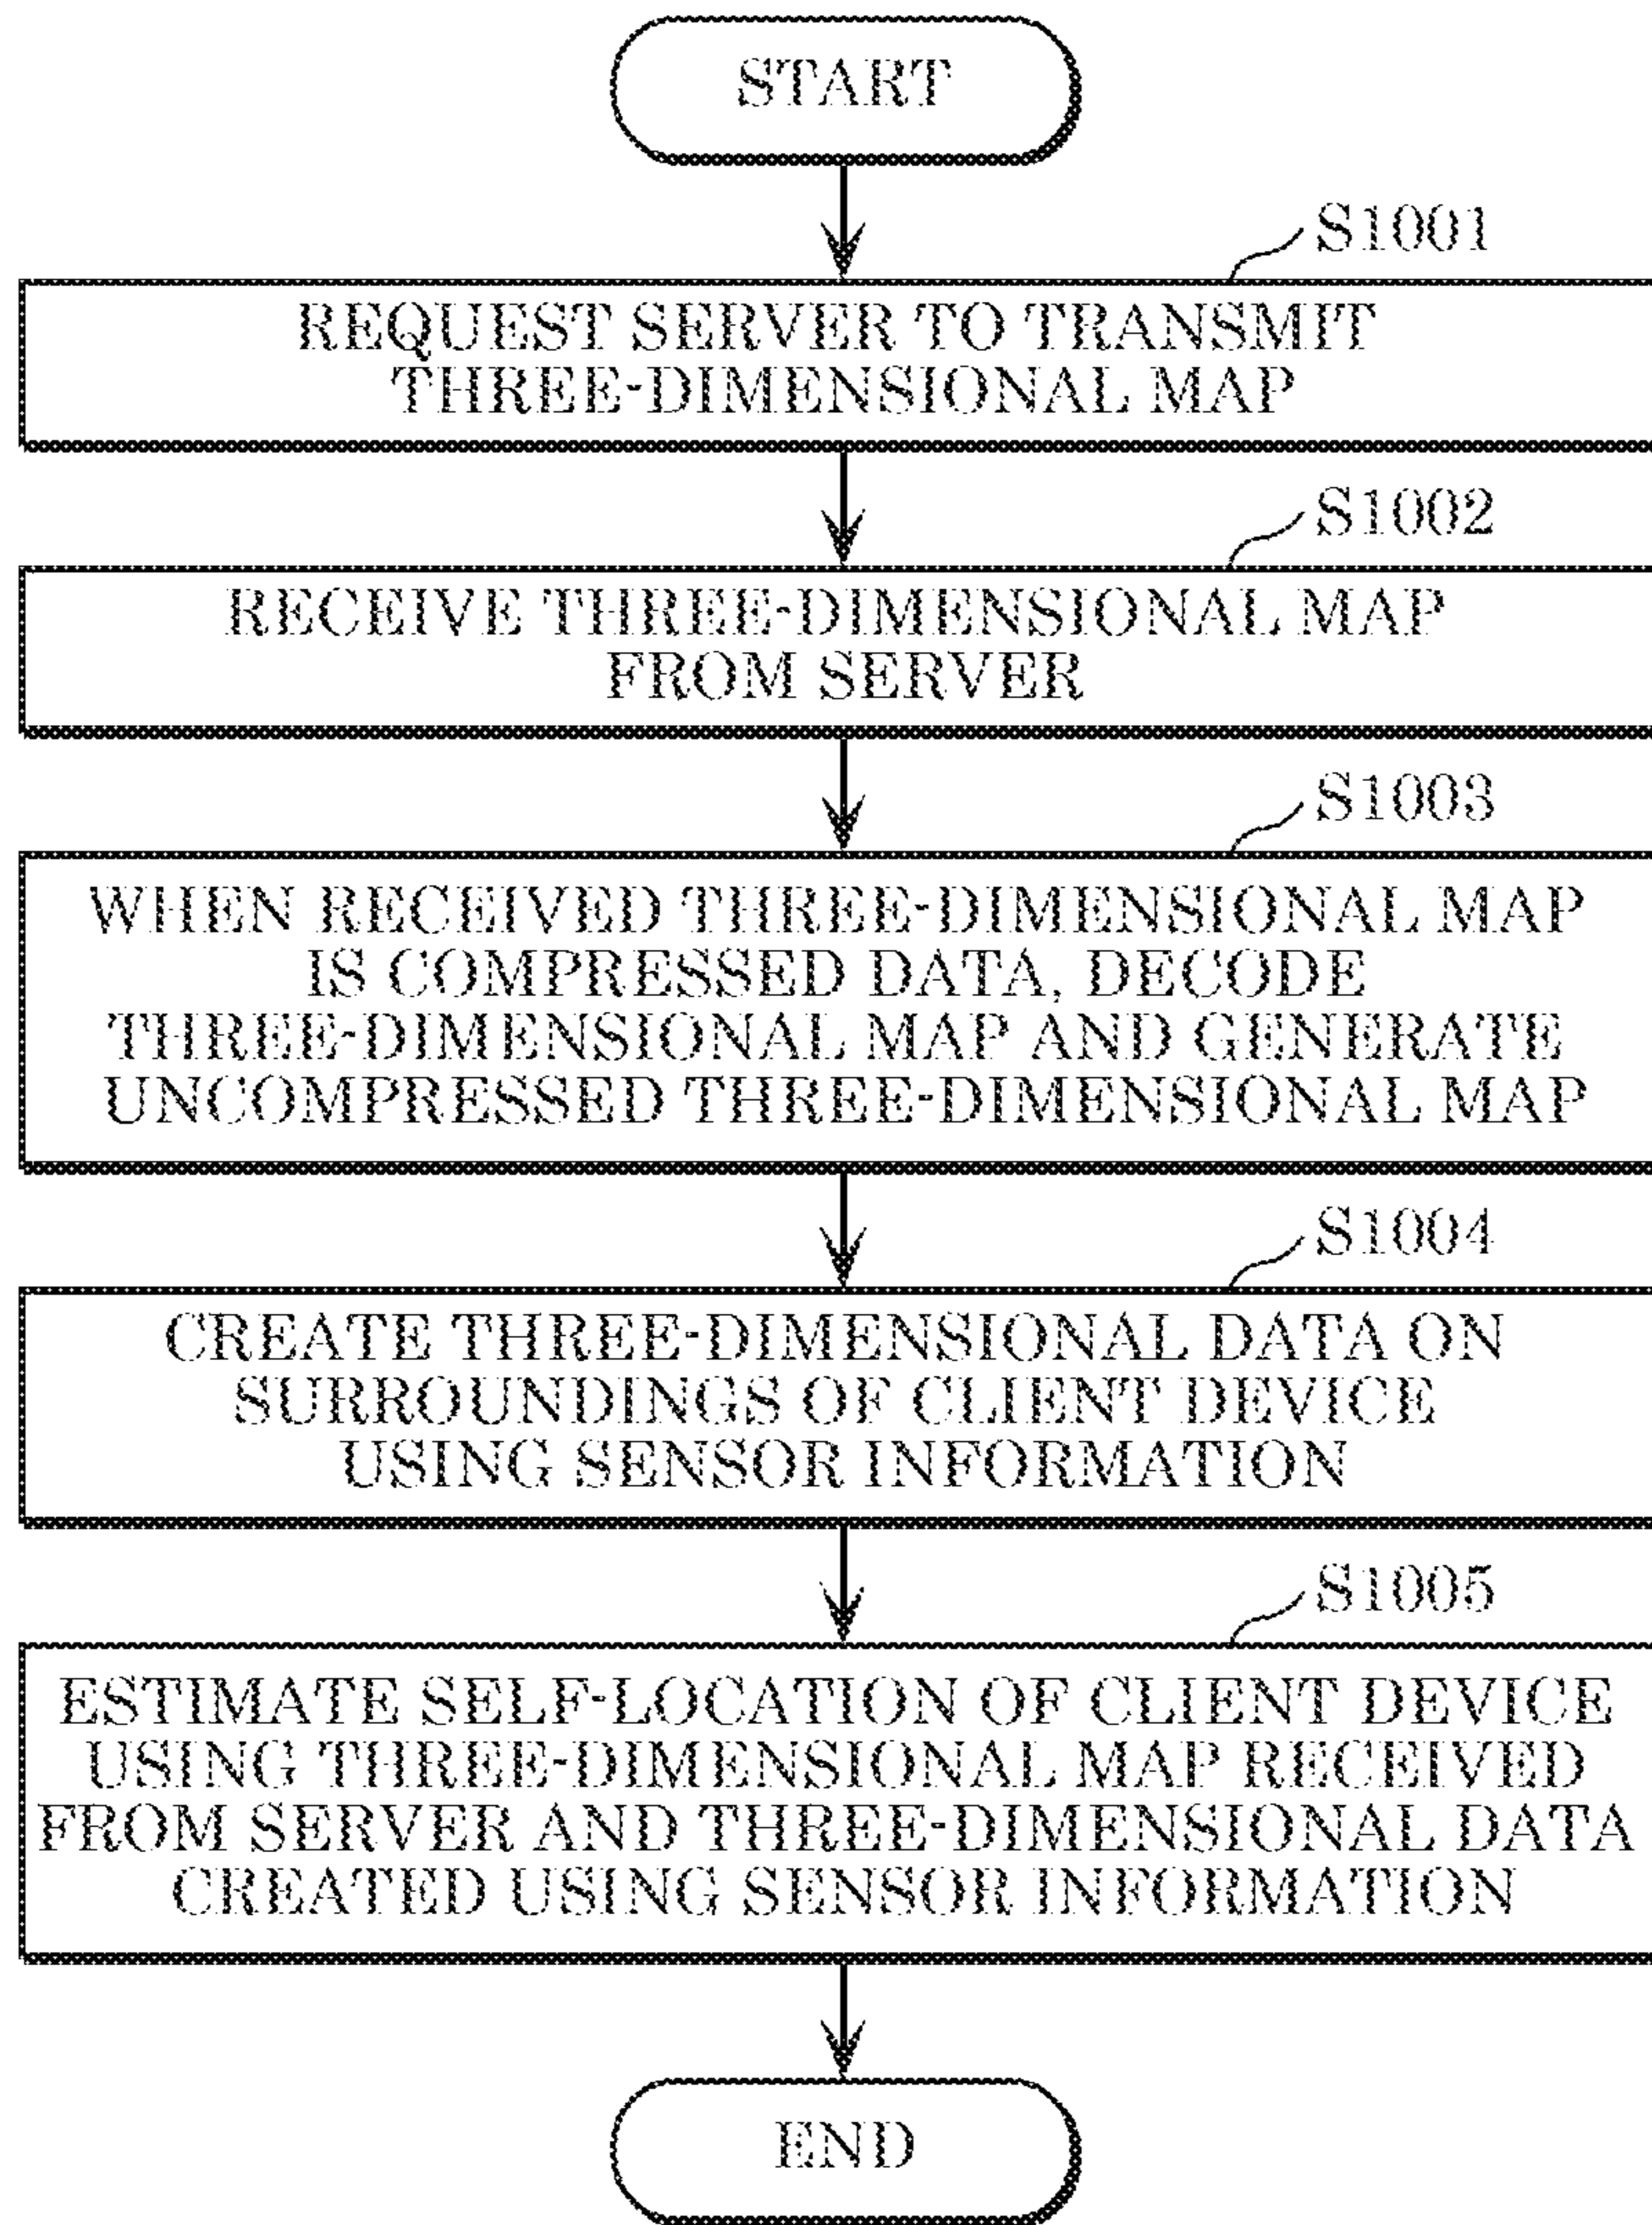 START
S1001
REQUEST SERVER TO TRANSMIT
THREE-DIMENSIONAL MAP
S1002
RECEIVE THREE-DIMENSIONAL MAP
FROM SERVER
S1003
WHEN RECEIVED THREE-DIMENSIONAL MAP
IS COMPRESSED DATA, DECODE
THREE-DIMENSIONAL MAP AND GENERATE
UNCOMPRESSED THREE-DIMENSIONAL MAP
S1004
CREATE THREE-DIMENSIONAL DATA ON
SURROUNDINGS OF CLIENT DEVICE
USING SENSOR INFORMATION
S1005
ESTIMATE SELF-LOCATION OF CLIENT DEVICE
USING THREE-DIMENSIONAL MAP RECEIVED
FROM SERVER AND THREE-DIMENSIONAL DATA
CREATED USING SENSOR INFORMATION
END